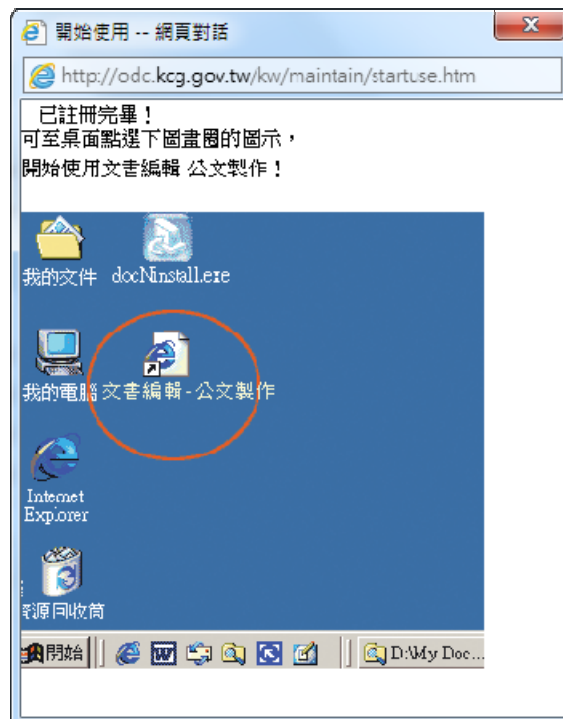 開始使用 -- 網頁對話
http://odc.kcg.gov.tw/kw/maintain/startuse.htm
已註冊完畢！
可至桌面點選下圖畫圈的圖示，
開始使用文書編輯 公文製作！
我的文件
docNinstall.exe
我的電腦
文書編輯-公文製作
Internet
Explorer
資源回收筒
開始
D:\My Doc...